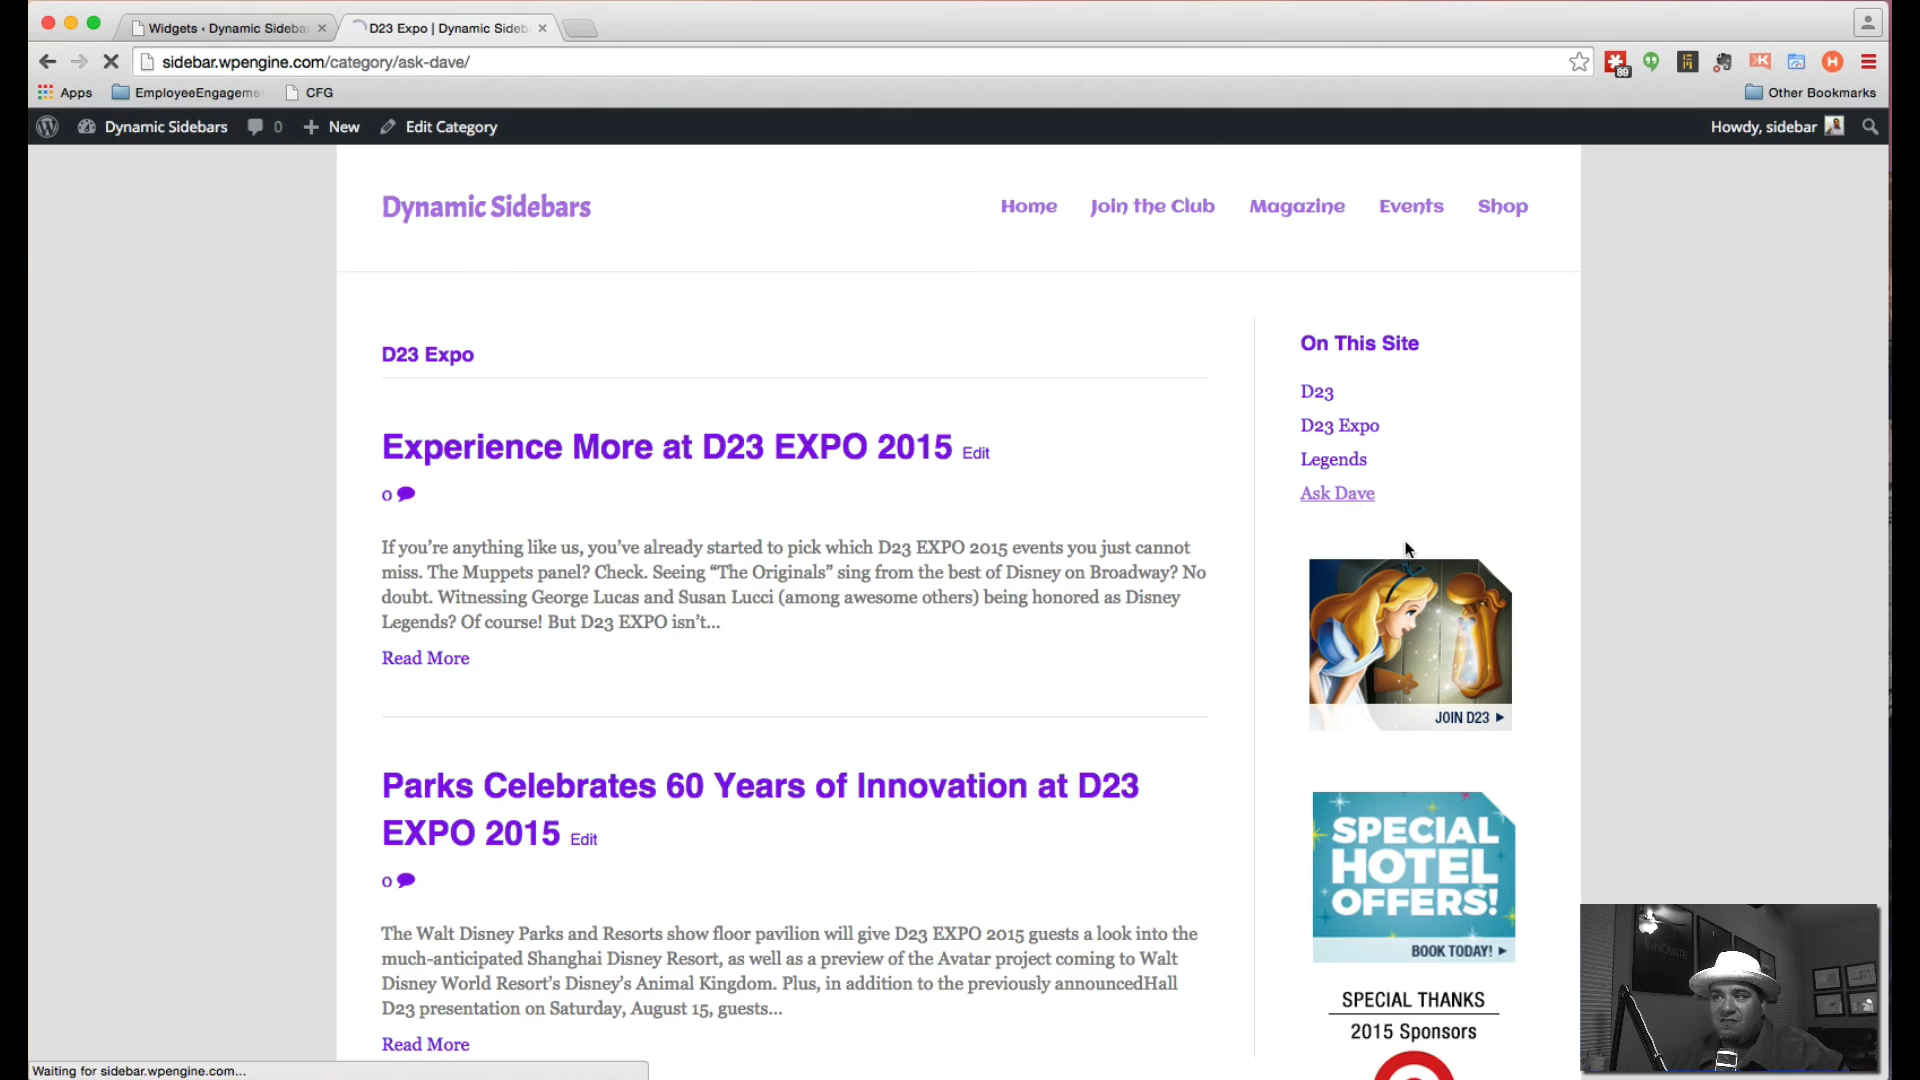 Widgets ‹ Dynamic Sideba
D23 Expo | Dynamic Sideb
sidebar.wpengine.com/category/ask-dave/
89
Apps
EmployeeEngageme
CFG
Other Bookmarks
Dynamic Sidebars
0
New
Edit Category
Howdy, sidebar
Dynamic Sidebars
Home
Join the Club
Magazine
Events
Shop
D23 Expo
Experience More at D23 EXPO 2015 Edit
0
If you're anything like us, you've already started to pick which D23 EXPO 2015 events you just cannot
miss. The Muppets panel? Check. Seeing “The Originals” sing from the best of Disney on Broadway? No
doubt. Witnessing George Lucas and Susan Lucci (among awesome others) being honored as Disney
Legends? Of course! But D23 EXPO isn't...
Read More
Parks Celebrates 60 Years of Innovation at D23
EXPO 2015 Edit
0
The Walt Disney Parks and Resorts show floor pavilion will give D23 EXPO 2015 guests a look into the
much-anticipated Shanghai Disney Resort, as well as a preview of the Avatar project coming to Walt
Disney World Resort's Disney's Animal Kingdom. Plus, in addition to the previously announcedHall
D23 presentation on Saturday, August 15, guests...
Read More
On This Site
D23
D23 Expo
Legends
Ask Dave
JOIN D23
SPECIAL
HOTEL
OFFERS!
BOOK TODAY!
SPECIAL THANKS
2015 Sponsors
INNOVATE
Waiting for sidebar.wpengine.com...